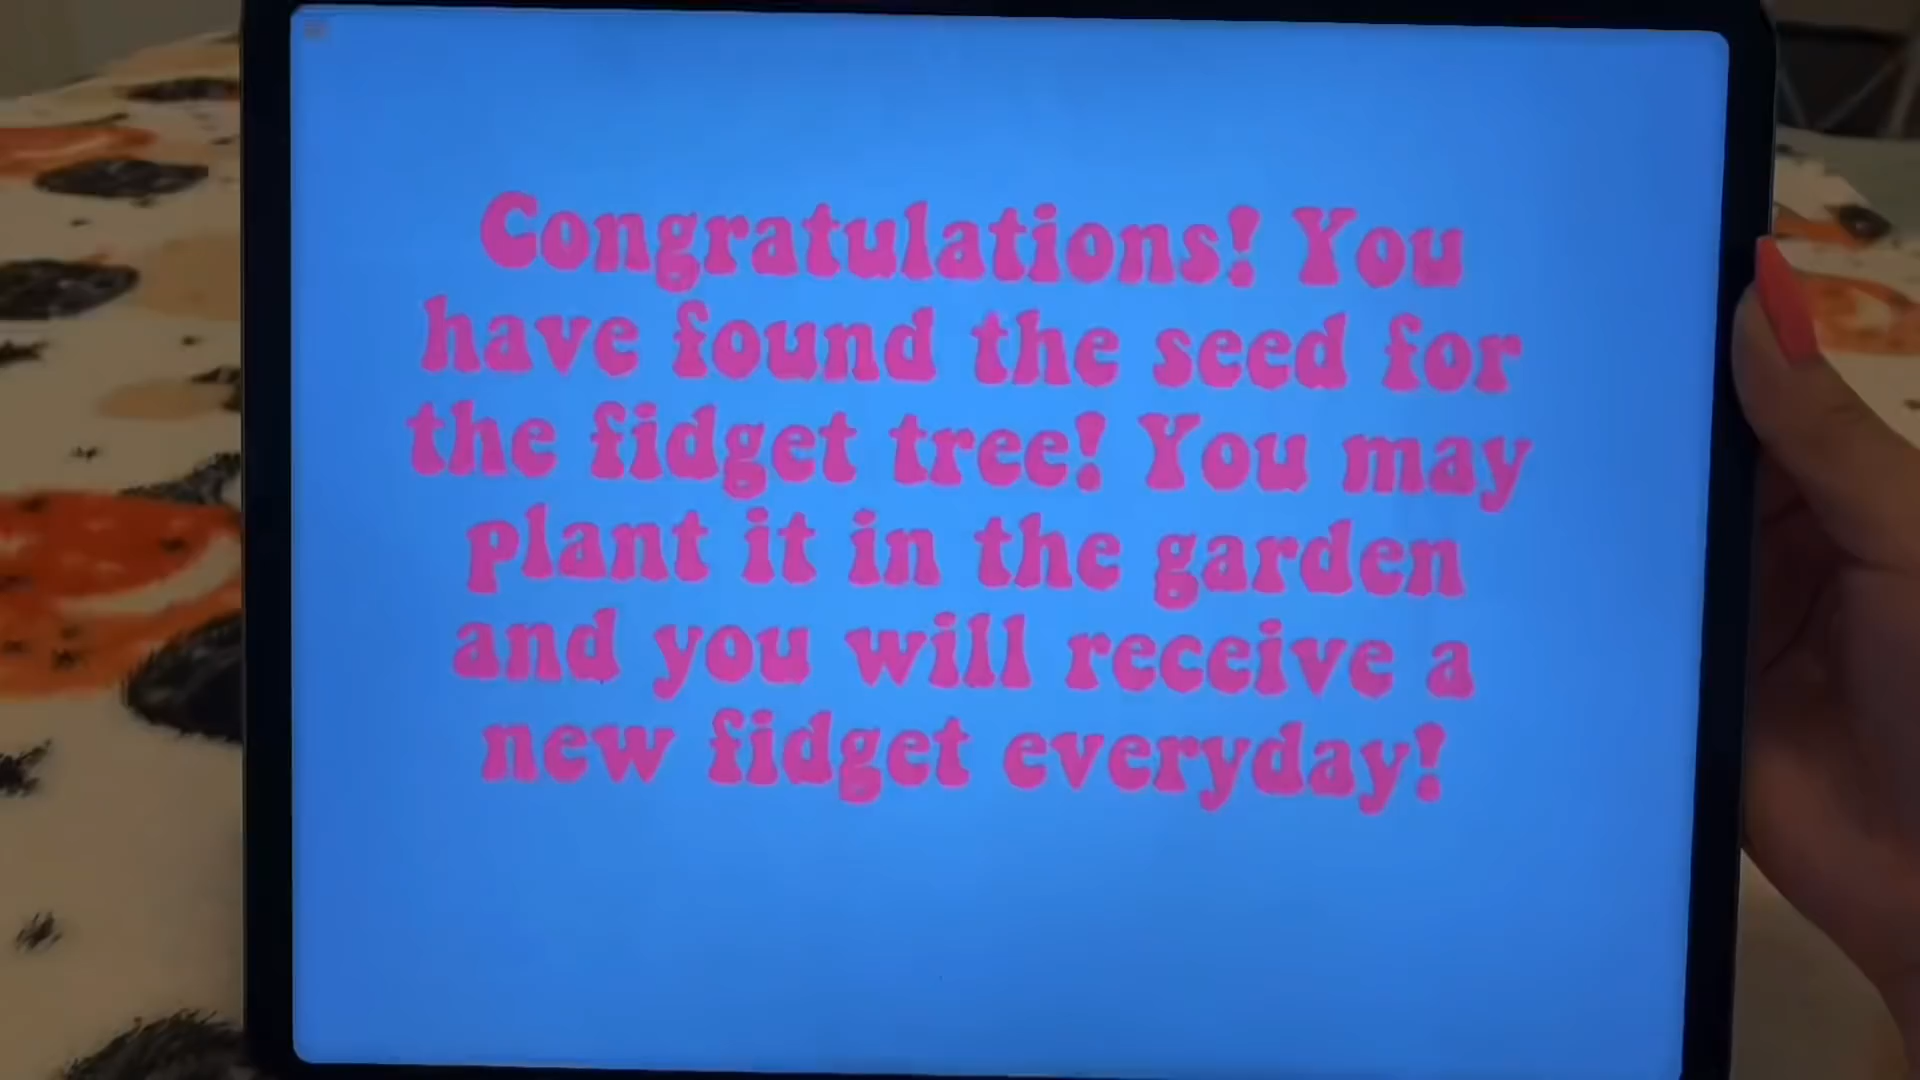 Congratulations! You
have found the seed for
the fidget tree! You may
plant it in the garden
and you will receive a
new fidget everyday!